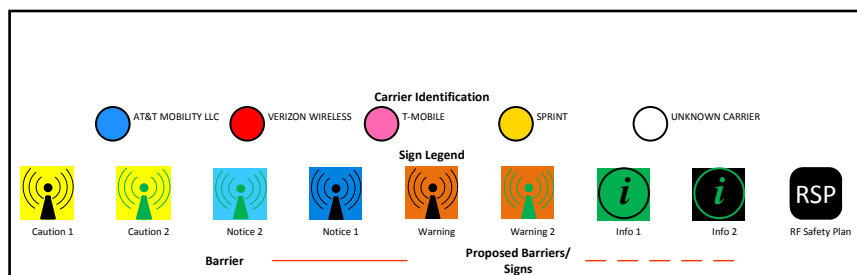 Carrier Identification
AT&T MOBILITY LLC VERIZON WIRELESS T-MOBILE SPRINT UNKNOWN CARRIER
Sign Legend
i i RSP
Caution 1 Caution 2 Notice 2 Notice 1 Warning Warning 2 Info 1 Info 2 RF Safety Plan
Barrier Proposed Barriers/
Signs